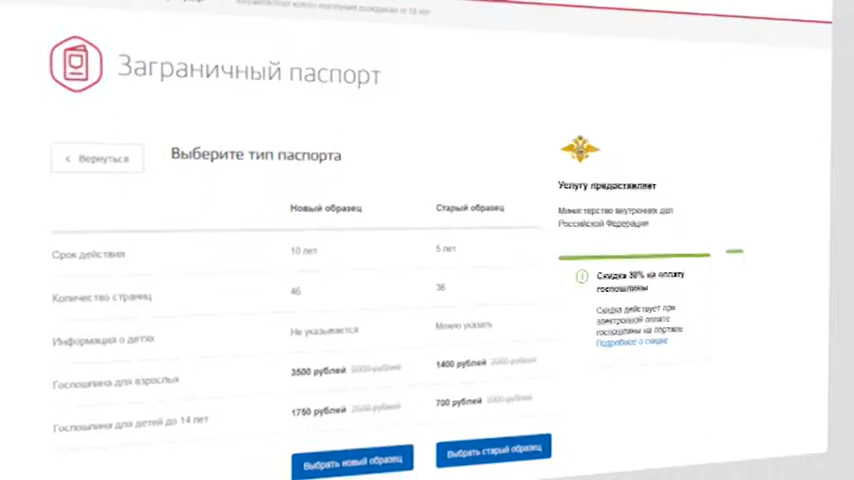 Заграничный паспорт
Вернуться
Выберите тип паспорта
Услугу предоставляет
Министерство внутренних дел
Российской Федерации
Новый образец Старый образец
Срок действия 10 лет 5 лет
Количество страниц 46 36
Информация о детях Не указывается Можно указать
Госпошлина для взрослых 3500 рублей 5000 рублей 1400 рублей 2000 рублей
Госпошлина для детей до 14 лет 1750 рублей 2500 рублей 700 рублей 1000 рублей
Выбрать новый образец Выбрать старый образец
Скидка 30% на оплату
госпошлины
Скидка действует при
электронной оплате
госпошлины на портале
Подробнее о скидке